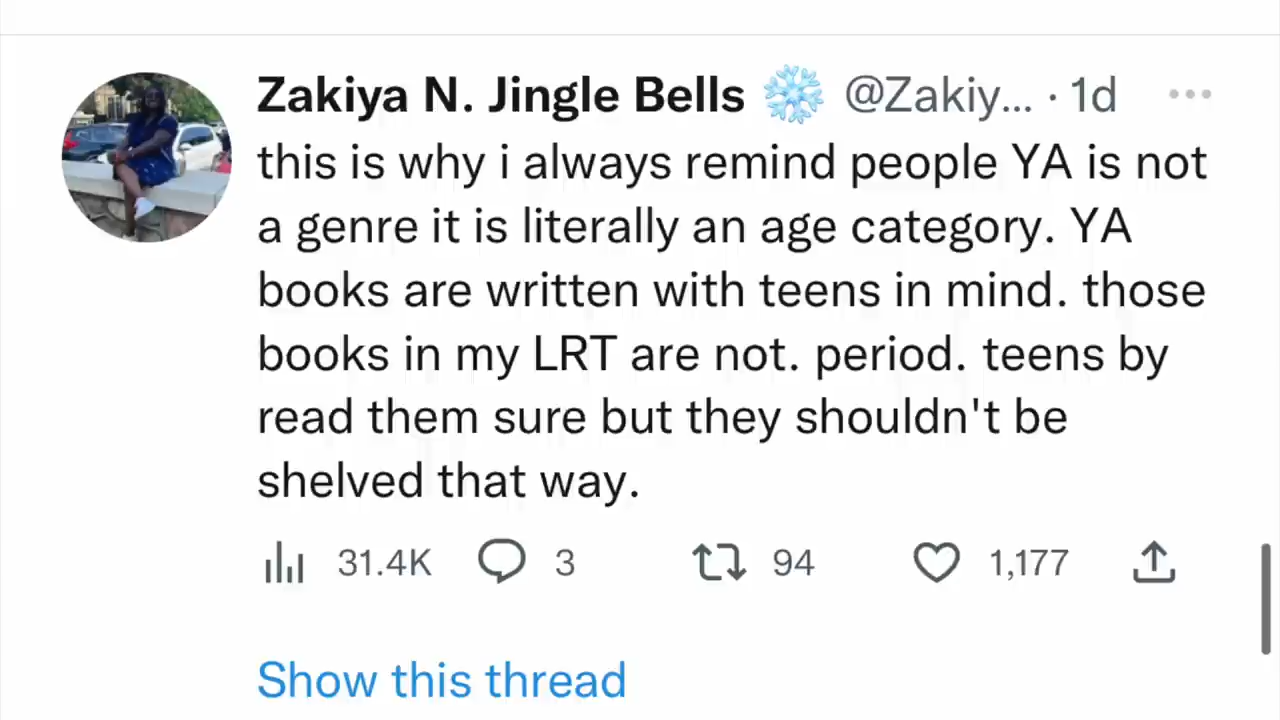 Zakiya N. Jingle Bells ❄️ @Zakiy... · 1d
this is why i always remind people YA is not
a genre it is literally an age category. YA
books are written with teens in mind. those
books in my LRT are not. period. teens by
read them sure but they shouldn't be
shelved that way.
31.4K 3 94 1,177
Show this thread